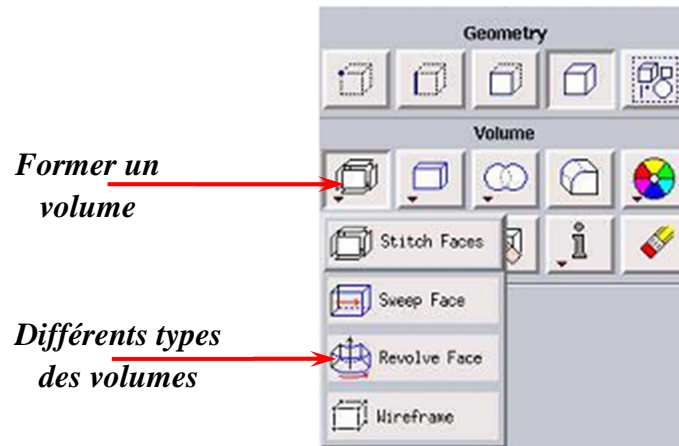 Geometry
Volume
Former un
volume
Stitch Faces
Sweep Face
Différents types
des volumes
Revolve Face
Wireframe